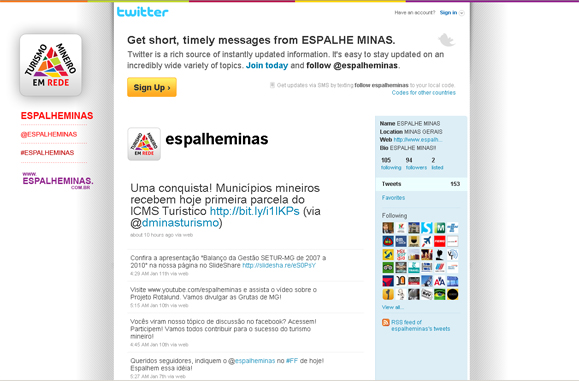 twitter
Have an account? Sign in
Get short, timely messages from ESPALHE MINAS.
Twitter is a rich source of instantly updated information. It's easy to stay updated on an
incredibly wide variety of topics. Join today and follow @espalheminas.
Sign Up ›
Get updates via SMS by texting follow espalheminas to your local code.
Codes for other countries
TURISMO MINEIRO
EM REDE
ESPALHEMINAS
@ESPALHEMINAS
#ESPALHEMINAS
WWW.
ESPALHEMINAS.
COM.BR
espalheminas
Uma conquista! Municípios mineiros
recebem hoje primeira parcela do
ICMS Turístico http://bit.ly/i1IKPs (via
@dminasturismo)
about 10 hours ago via web
Confira a apresentação "Balanço da Gestão SETUR-MG de 2007 a
2010" na nossa página no SlideShare http://slidesha.re/eS0PsY
4:29 AM Jan 11th via web
Visite www.youtube.com/espalheminas e assista o vídeo sobre o
Projeto Rotalund. Vamos divulgar as Grutas de MG!
5:15 AM Jan 10th via web
Vocês viram nosso tópico de discussão no facebook? Acessem!
Participem! Vamos todos contribuir para o sucesso do turismo
mineiro!
4:45 AM Jan 10th via web
Queridos seguidores, indiquem o @espalheminas no #FF de hoje!
Espalhem essa idéia!
5:27 AM Jan 7th via web
Name ESPALHE MINAS
Location MINAS GERAIS
Web http://www.espalh...
Bio ESPALHE MINAS!!
105 94 2
following followers listed
Tweets 153
Favorites
Following
View all...
RSS feed of
espalheminas's tweets